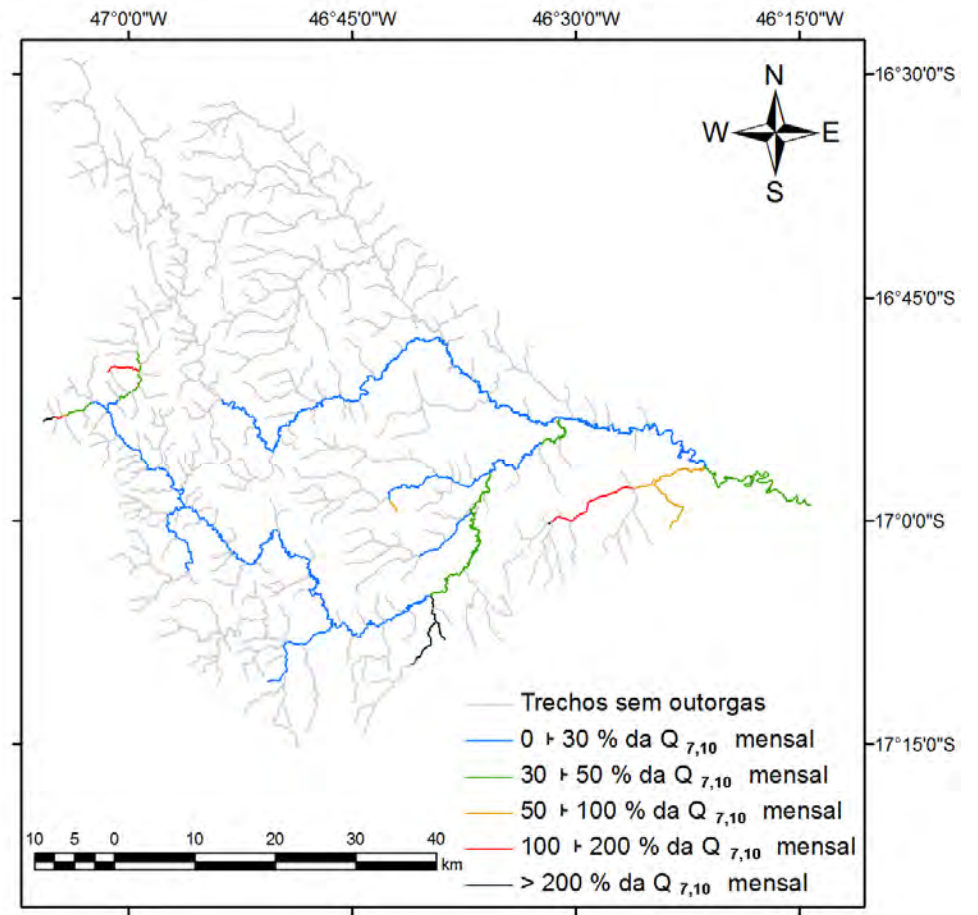 47°00'W 46°45'0"W 46°30'0"W 46°15'0"W
16°30'0"S
N
W E
S
16°45'0"S
17°0'0"S
Trechos sem outorgas
0 ⊦ 30 % da Q 7,10 mensal
17°15'0"S
30 ⊦ 50 % da Q 7,10 mensal
50 ⊦ 100 % da Q 7,10 mensal
100 ⊦ 200 % da Q 7,10 mensal
> 200 % da Q 7,10 mensal
10 5 0 10 20 30 40
km